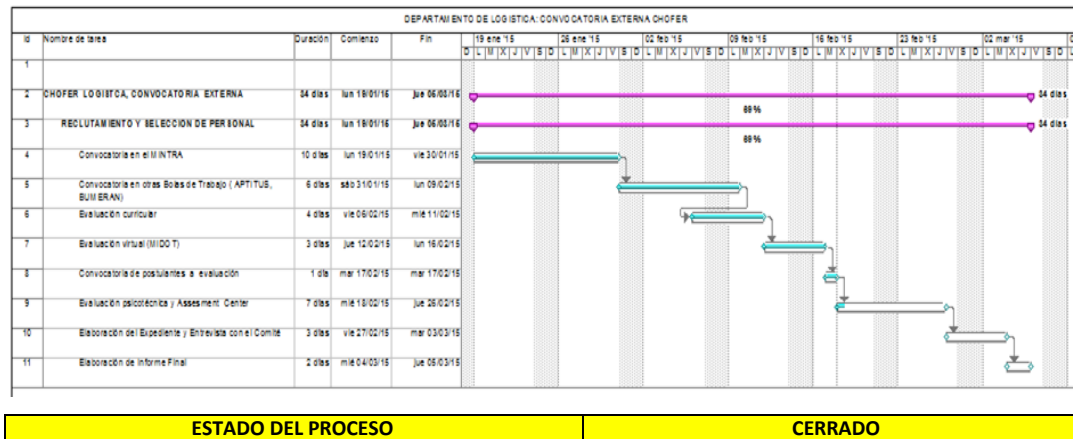 DEPARTAMENTO DE LOGISTICA: CONVOCATORIA EXTERNA CHOFER
Id Nombre de tarea Duración Comienzo Fin 19 ene '15 26 ene '15 02 feb '15 09 feb '15 16 feb '15 23 feb '15 02 mar '15
D L M X J V S D L M X J V S D L M X J V S D L M X J V S D L M X J V S D L M X J V S D L M X J V S D L
1
2 CHOFER LOGISITCA, CONVOCATORIA EXTERNA 34 días lun 19/01/15 jue 05/03/15 34 días
69%
3 RECLUTAMIENTO Y SELECCION DE PERSONAL 34 días lun 19/01/15 jue 05/03/15 34 días
69%
4 Convocatoria en el MINTRA 10 días lun 19/01/15 vie 30/01/15
5 Convocatoria en otras Bolsas de Trabajo ( APTITUS, 6 días sáb 31/01/15 lun 09/02/15
BUMERAN)
6 Evaluación curricular 4 días vie 06/02/15 mié 11/02/15
7 Evaluación virtual (MIDOT) 3 días jue 12/02/15 lun 16/02/15
8 Convocatoria de postulantes a evaluación 1 día mar 17/02/15 mar 17/02/15
9 Evaluación psicotécnica y Assesment Center 7 días mié 18/02/15 jue 26/02/15
10 Elaboración del Expediente y Entrevista con el Comité 3 días vie 27/02/15 mar 03/03/15
11 Elaboración de Informe Final 2 días mié 04/03/15 jue 05/03/15
ESTADO DEL PROCESO CERRADO